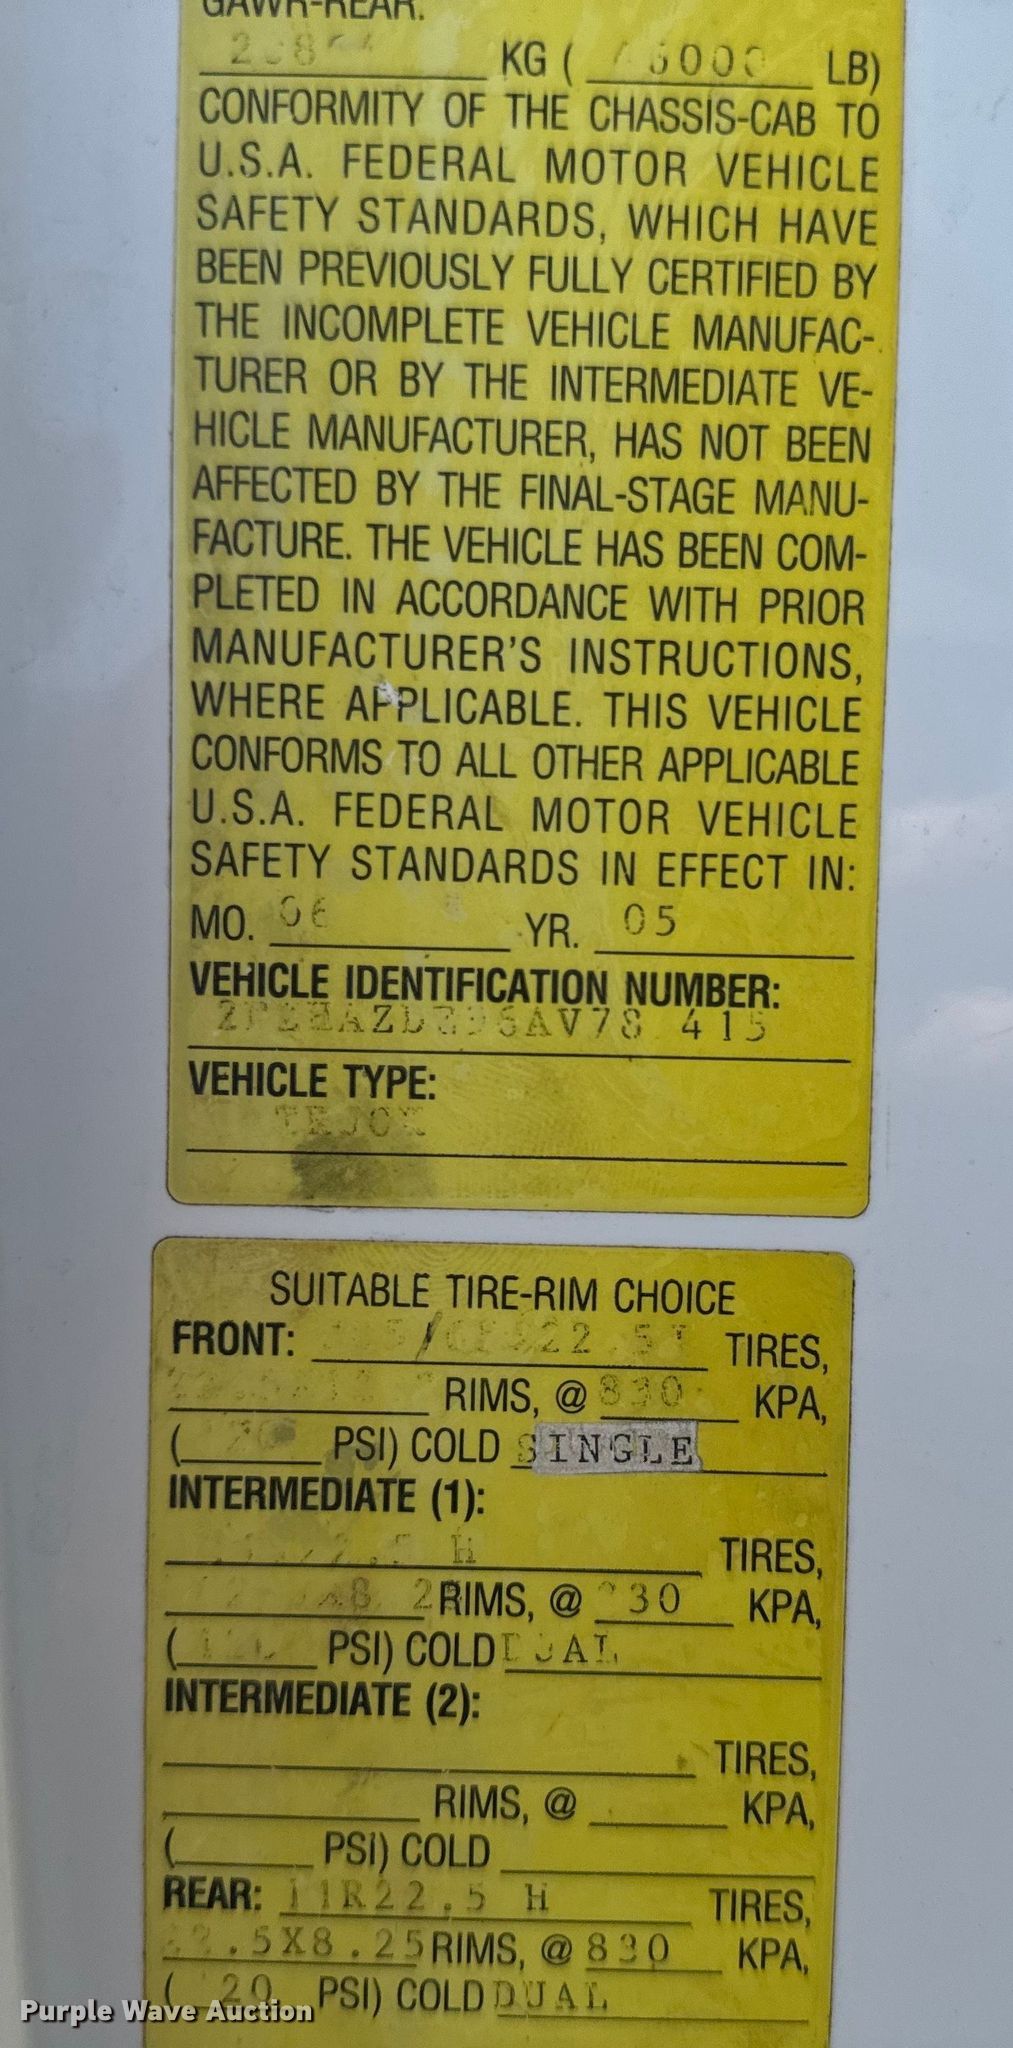 GAWR-REAR:
KG ( LB)
CONFORMITY OF THE CHASSIS-CAB TO
U.S.A. FEDERAL MOTOR VEHICLE
SAFETY STANDARDS, WHICH HAVE
BEEN PREVIOUSLY FULLY CERTIFIED BY
THE INCOMPLETE VEHICLE MANUFAC-
TURER OR BY THE INTERMEDIATE VE-
HICLE MANUFACTURER, HAS NOT BEEN
AFFECTED BY THE FINAL-STAGE MANU-
FACTURE. THE VEHICLE HAS BEEN COM-
PLETED IN ACCORDANCE WITH PRIOR
MANUFACTURER'S INSTRUCTIONS,
WHERE APPLICABLE. THIS VEHICLE
CONFORMS TO ALL OTHER APPLICABLE
U.S.A. FEDERAL MOTOR VEHICLE
SAFETY STANDARDS IN EFFECT IN:
MO. 06 YR. 05
VEHICLE IDENTIFICATION NUMBER:
VEHICLE TYPE:
TRUCK
SUITABLE TIRE-RIM CHOICE
FRONT: TIRES,
RIMS, @ 830 KPA,
( PSI) COLD SINGLE
INTERMEDIATE (1):
H TIRES,
RIMS, @ 830 KPA,
( PSI) COLD DUAL
INTERMEDIATE (2):
TIRES,
RIMS, @ KPA,
( PSI) COLD
REAR: 11R22.5 H TIRES,
22.5X8.25 RIMS, @ 830 KPA,
( PSI) COLD DUAL
Purple Wave Auction